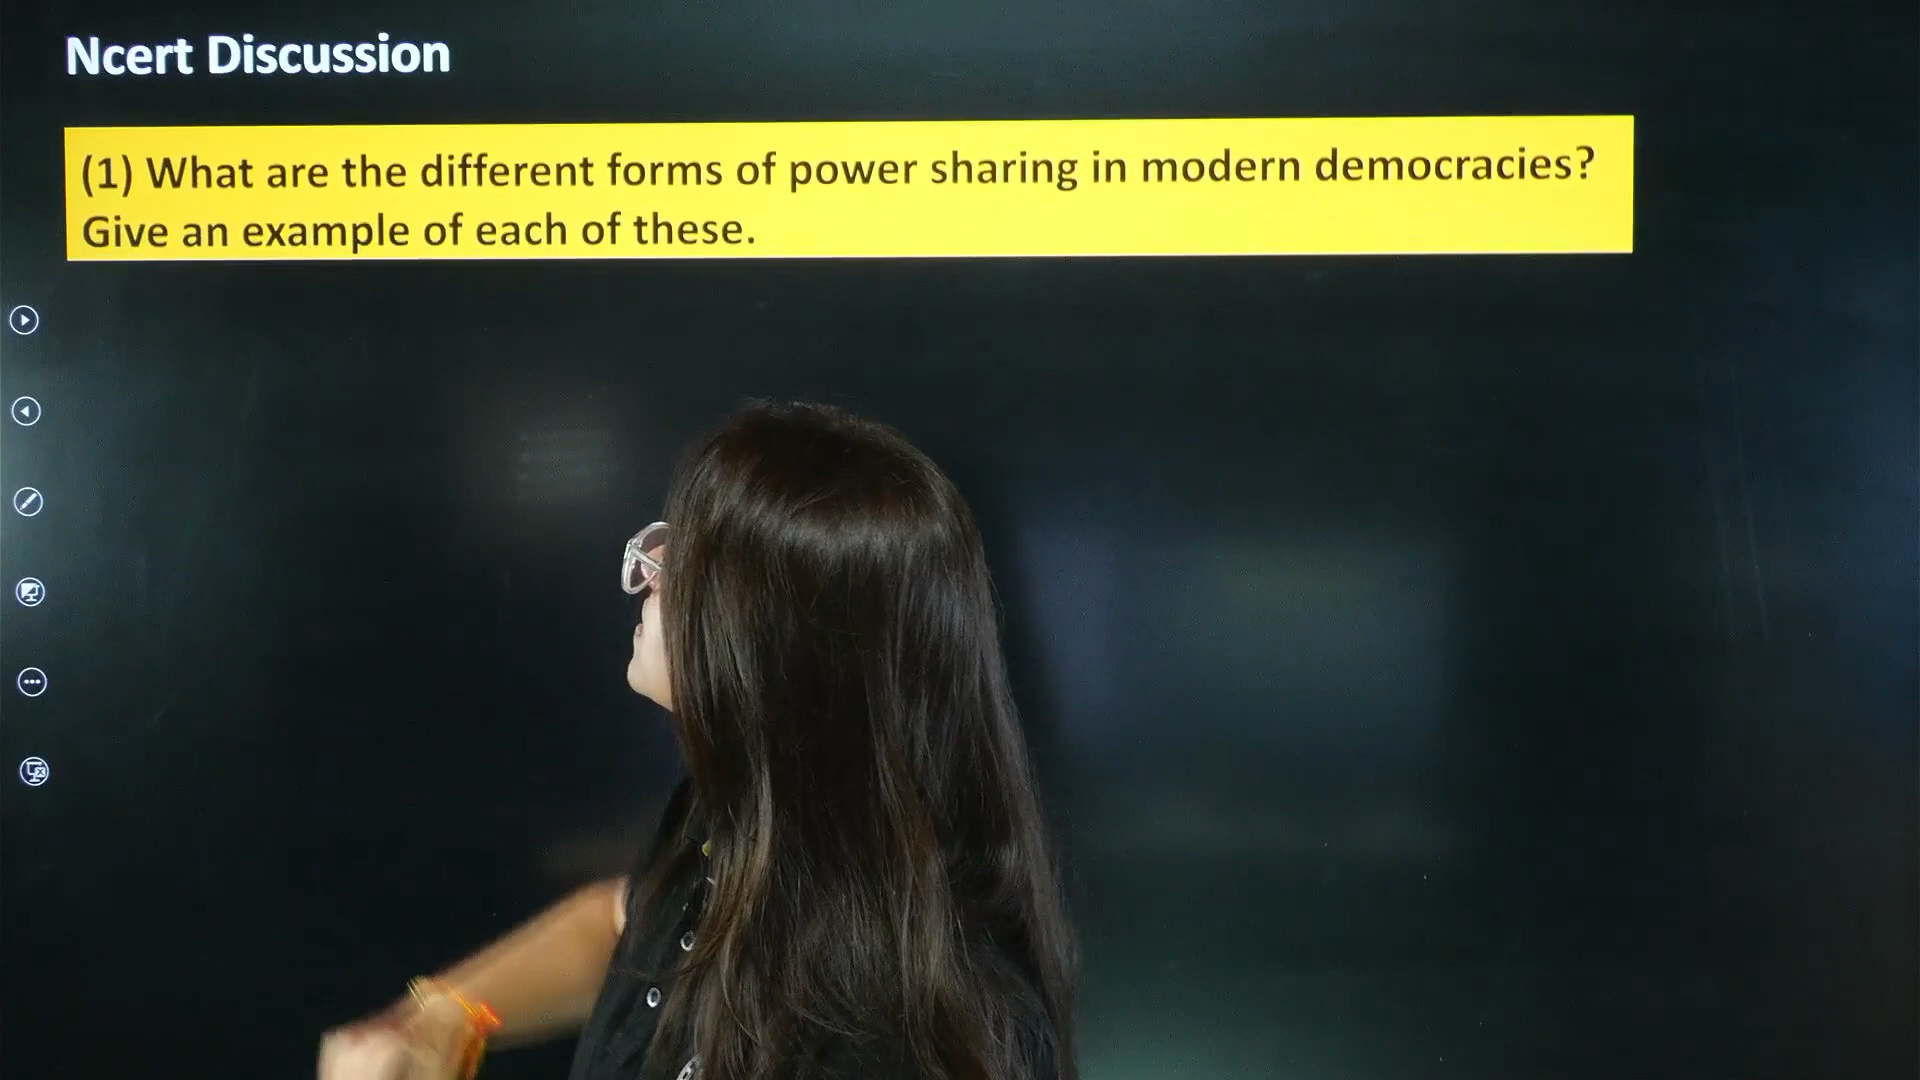 Ncert Discussion
(1) What are the different forms of power sharing in modern democracies?
Give an example of each of these.